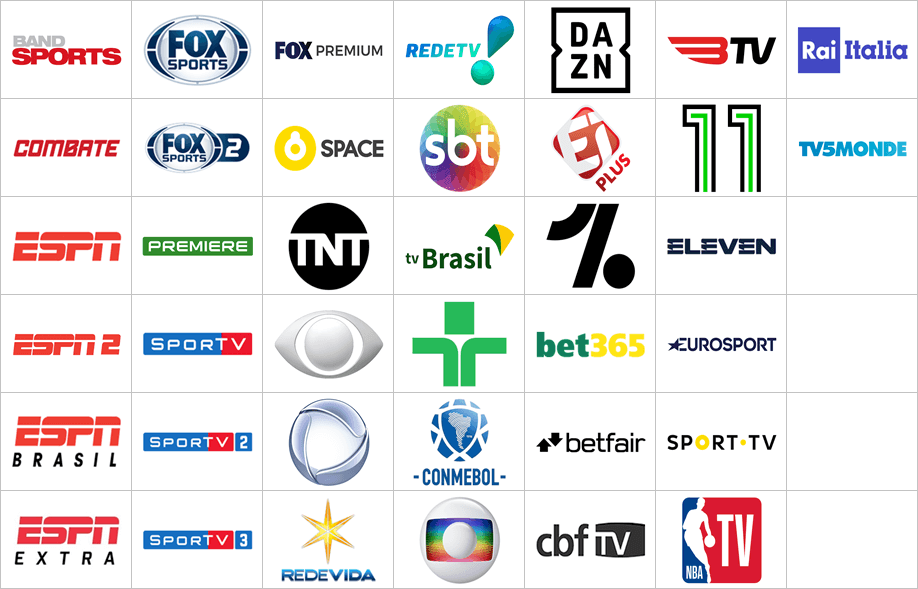 BAND
SPORTS
FOX
SPORTS
FOX PREMIUM
REDETV
DA
ZN
BTV
Rai Italia
COMBATE
FOX
SPORTS 2
SPACE
sbt
EI
PLUS
11
TV5MONDE
ESPN
PREMIERE
TNT
tv Brasil
1
ELEVEN
ESPN 2
SPORTV
bet365
EUROSPORT
ESPN
BRASIL
SPORTV 2
CONMEBOL
betfair
SPORT•TV
ESPN
EXTRA
SPORTV 3
REDEVIDA
cbf TV
NBA
TV